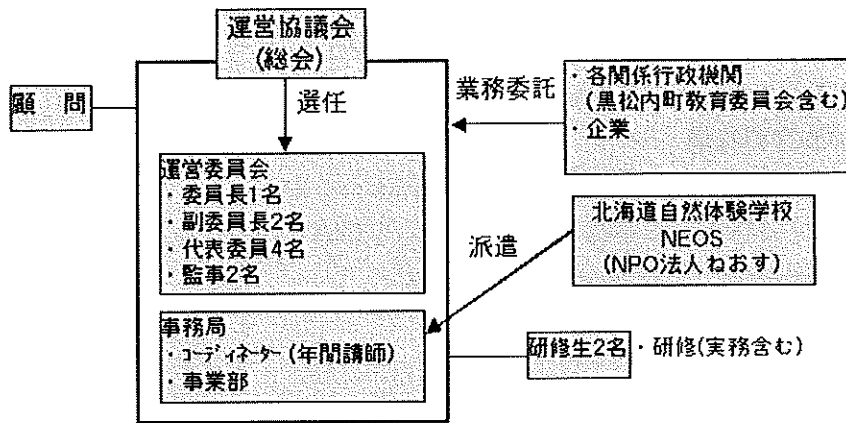 運営協議会
(総会)
顧　問
選任
業務委託
・各関係行政機関
(黒松内町教育委員会含む)
・企業
運営委員会
・委員長1名
・副委員長2名
・代表委員4名
・監事2名
派遣
北海道自然体験学校
NEOS
(NPO法人ねおす)
事務局
・コーディネーター(年間講師)
・事業部
研修生2名
・研修(実務含む)